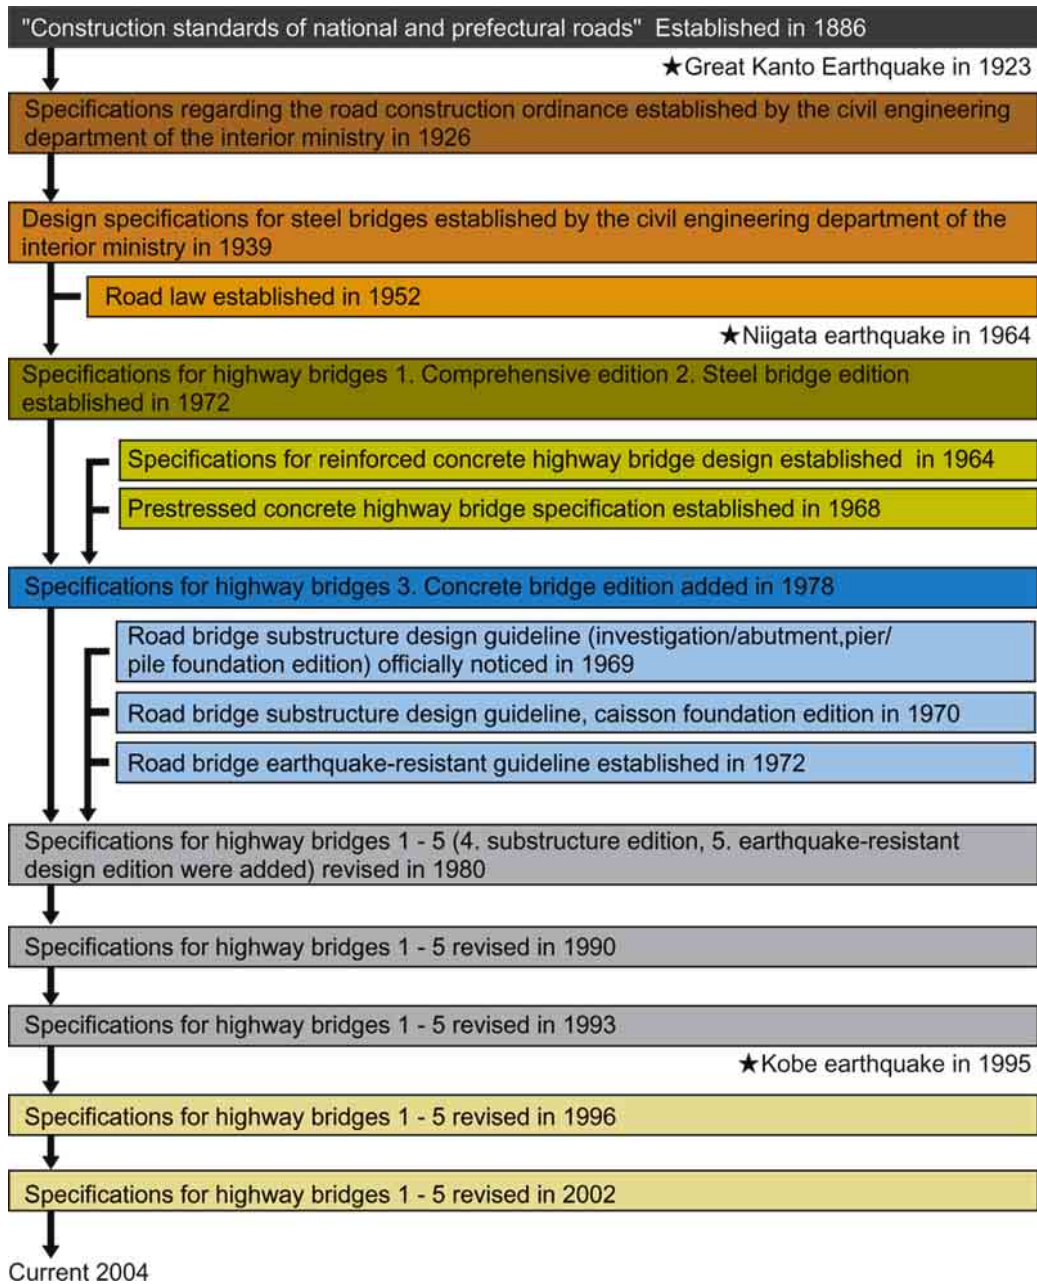 "Construction standards of national and prefectural roads" Established in 1886
★Great Kanto Earthquake in 1923
Specifications regarding the road construction ordinance established by the civil engineering
department of the interior ministry in 1926
Design specifications for steel bridges established by the civil engineering department of the
interior ministry in 1939
Road law established in 1952
★Niigata earthquake in 1964
Specifications for highway bridges 1. Comprehensive edition 2. Steel bridge edition
established in 1972
Specifications for reinforced concrete highway bridge design established in 1964
Prestressed concrete highway bridge specification established in 1968
Specifications for highway bridges 3. Concrete bridge edition added in 1978
Road bridge substructure design guideline (investigation/abutment,pier/
pile foundation edition) officially noticed in 1969
Road bridge substructure design guideline, caisson foundation edition in 1970
Road bridge earthquake-resistant guideline established in 1972
Specifications for highway bridges 1 - 5 (4. substructure edition, 5. earthquake-resistant
design edition were added) revised in 1980
Specifications for highway bridges 1 - 5 revised in 1990
Specifications for highway bridges 1 - 5 revised in 1993
★Kobe earthquake in 1995
Specifications for highway bridges 1 - 5 revised in 1996
Specifications for highway bridges 1 - 5 revised in 2002
Current 2004